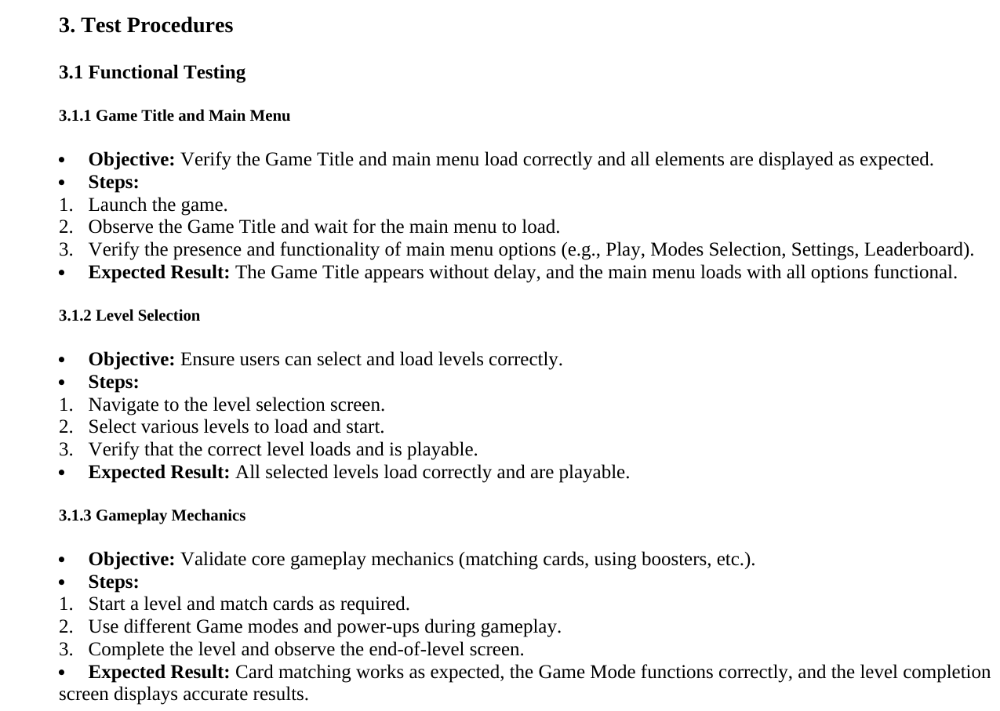 3. Test Procedures
3.1 Functional Testing
3.1.1 Game Title and Main Menu
• Objective: Verify the Game Title and main menu load correctly and all elements are displayed as expected.
• Steps:
1. Launch the game.
2. Observe the Game Title and wait for the main menu to load.
3. Verify the presence and functionality of main menu options (e.g., Play, Modes Selection, Settings, Leaderboard).
• Expected Result: The Game Title appears without delay, and the main menu loads with all options functional.
3.1.2 Level Selection
• Objective: Ensure users can select and load levels correctly.
• Steps:
1. Navigate to the level selection screen.
2. Select various levels to load and start.
3. Verify that the correct level loads and is playable.
• Expected Result: All selected levels load correctly and are playable.
3.1.3 Gameplay Mechanics
• Objective: Validate core gameplay mechanics (matching cards, using boosters, etc.).
• Steps:
1. Start a level and match cards as required.
2. Use different Game modes and power-ups during gameplay.
3. Complete the level and observe the end-of-level screen.
• Expected Result: Card matching works as expected, the Game Mode functions correctly, and the level completion
screen displays accurate results.